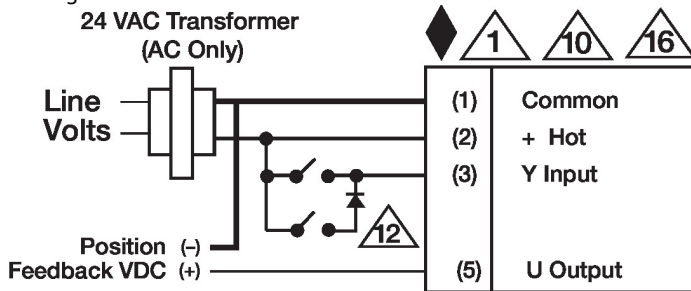 24 VAC Transformer
(AC Only)
1 10 16
Line
Volts
(1) Common
(2) + Hot
(3) Y Input
12
Position (–)
Feedback VDC (+)
(5) U Output